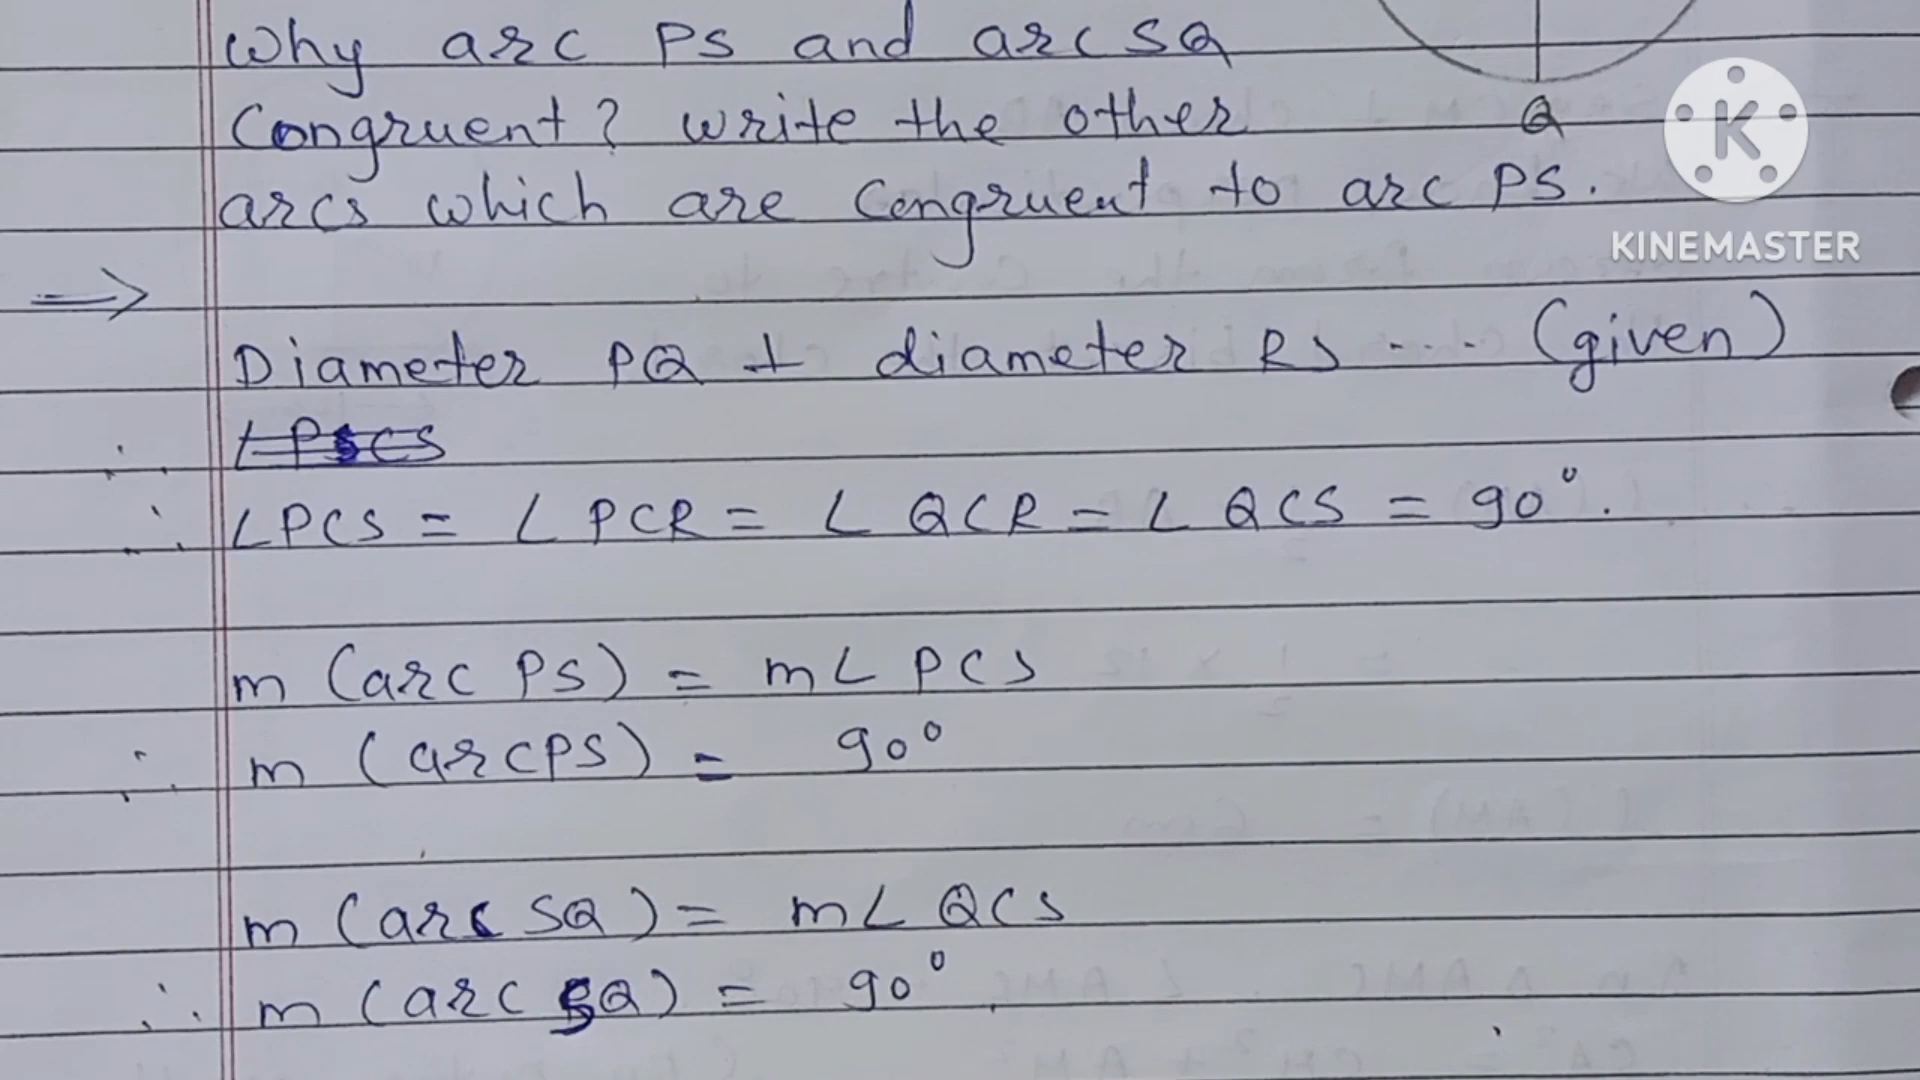 Why arc PS and arc SQ
Congruent? write the other
Q
arcs which are Congruent to arc PS.
K
KINEMASTER
⇒
Diameter PQ ⊥ diameter RS .... (given)
∴ ∠PSCS
∴ ∠PCS = ∠PCR = ∠QCR = ∠QCS = 90°.
m (arc PS) = m∠PCS
∴ m (arc PS) = 90°
m (arc SQ) = m∠QCS
∴ m (arc SQ) = 90°